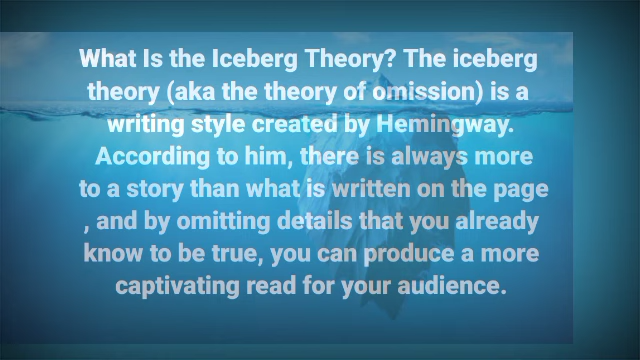 What Is the Iceberg Theory? The iceberg
theory (aka the theory of omission) is a
writing style created by Hemingway.
According to him, there is always more
to a story than what is written on the page
, and by omitting details that you already
know to be true, you can produce a more
captivating read for your audience.